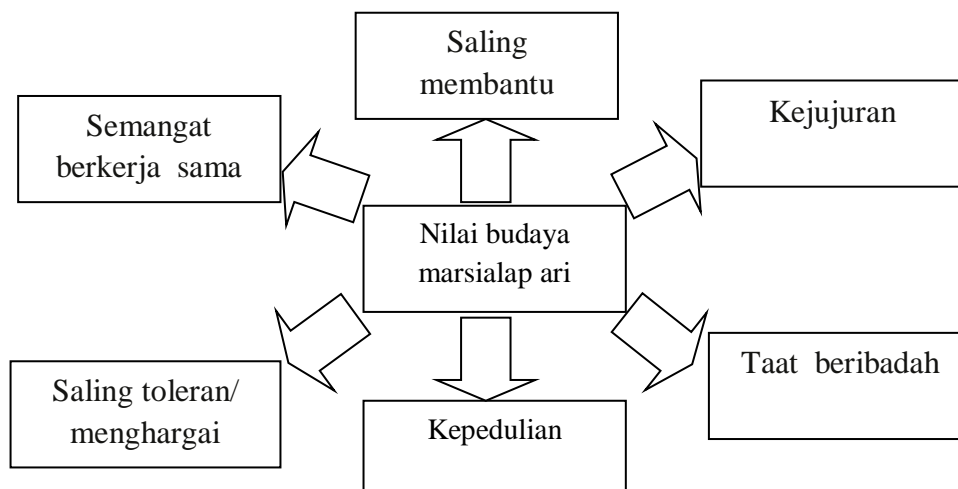 Saling
membantu
Kejujuran
Semangat
berkerja sama
Nilai budaya
marsialap ari
Taat beribadah
Saling toleran/
menghargai
Kepedulian